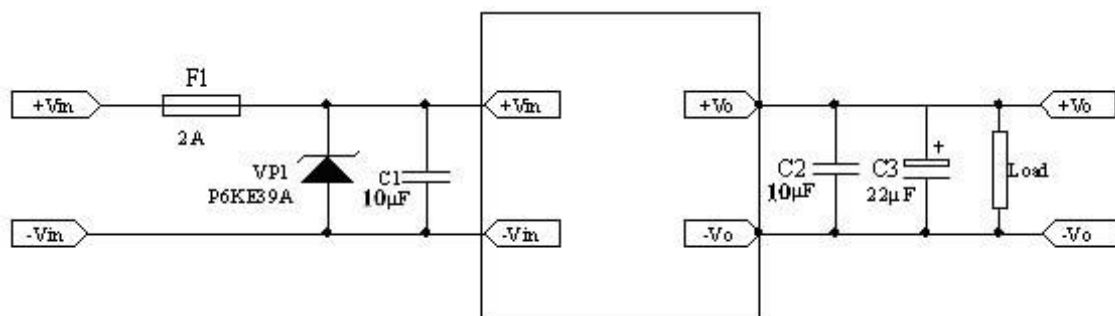 F1
+Vin
+Vin
+Vo
+Vo
2A
VP1
P6KE39A
C1
10μF
C2
10μF
C3
22μF
+
Load
-Vin
-Vin
-Vo
-Vo